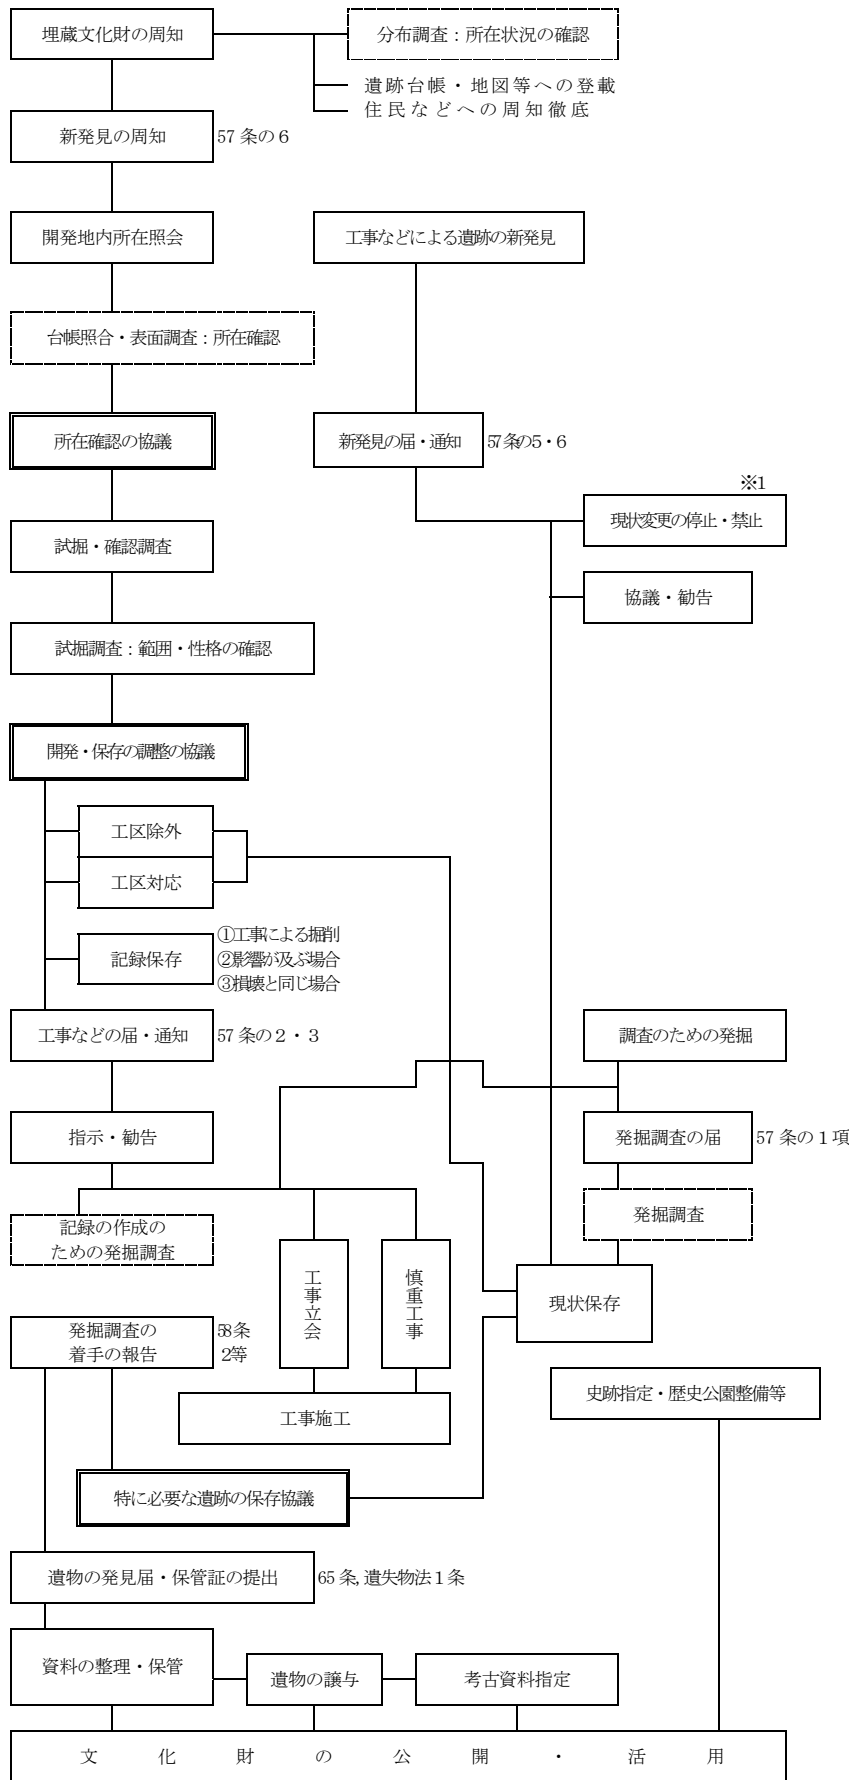 埋蔵文化財の周知
分布調査：所在状況の確認
遺跡台帳・地図等への登載
住民などへの周知徹底
新発見の周知
57条の6
開発地内所在照会
工事などによる遺跡の新発見
台帳照合・表面調査：所在確認
所在確認の協議
新発見の届・通知
57条の5・6
※1
現状変更の停止・禁止
試掘・確認調査
協議・勧告
試掘調査：範囲・性格の確認
開発・保存の調整の協議
工区除外
工区対応
記録保存
①工事による掘削
②影響が及ぶ場合
③損壊と同じ場合
工事などの届・通知
57条の2・3
調査のための発掘
指示・勧告
発掘調査の届
57条の1項
発掘調査
記録の作成の
ための発掘調査
工事立会
慎重工事
現状保存
発掘調査の
着手の報告
58条
2等
史跡指定・歴史公園整備等
工事施工
特に必要な遺跡の保存協議
遺物の発見届・保管証の提出
65条,遺失物法1条
資料の整理・保管
遺物の譲与
考古資料指定
文化財の公開・活用